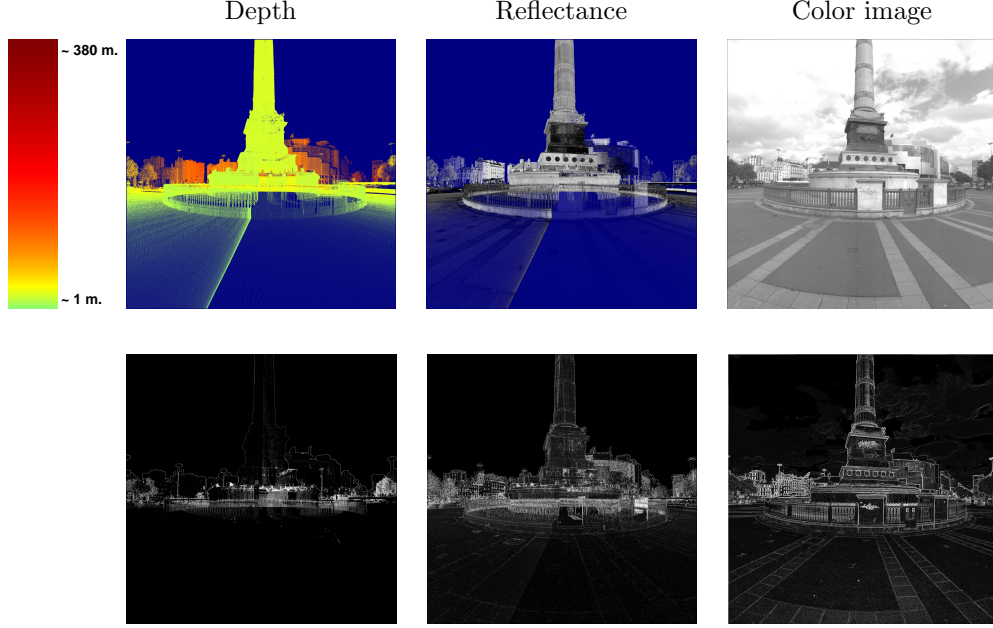 Depth
Reflectance
Color image
~ 380 m.
~ 1 m.